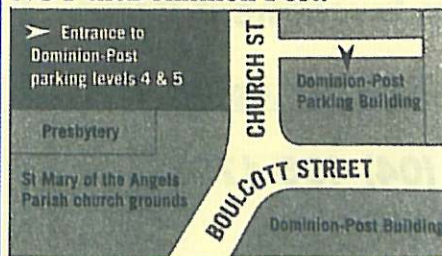 Entrance to
Dominion-Post
parking levels 4 & 5
CHURCH ST
Dominion-Post
Parking Building
Presbytery
St Mary of the Angels
Parish church grounds
BOULCOTT STREET
Dominion-Post Building